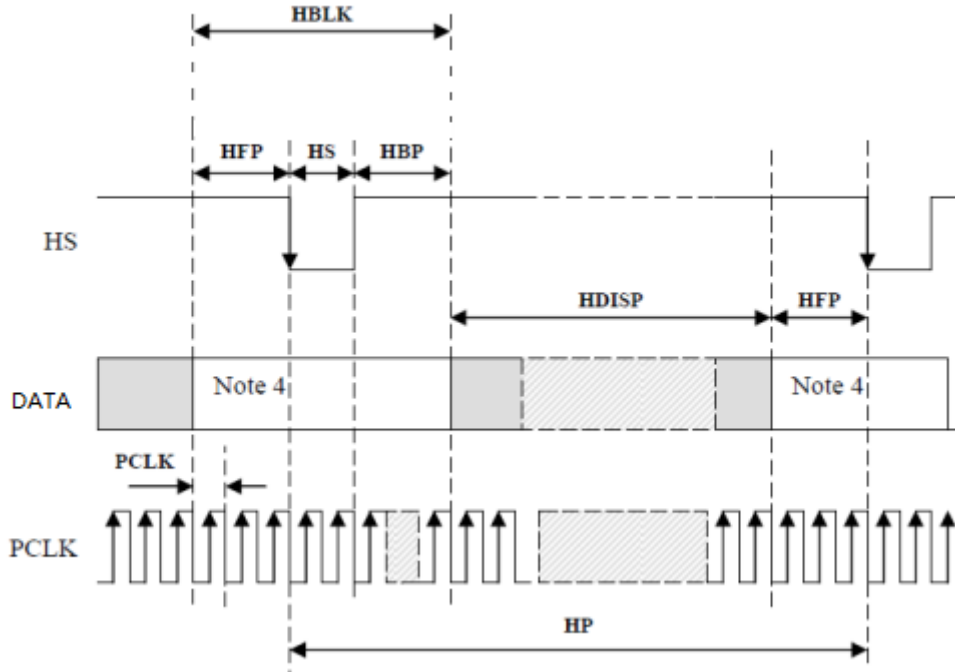 HBLK
HFP HS HBP
HS
HDISP HFP
DATA Note 4 Note 4
PCLK
PCLK
HP